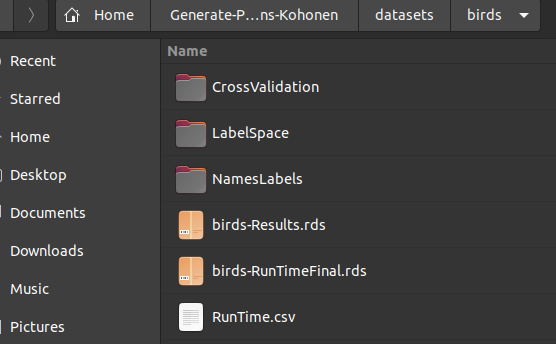 Home
Generate-P...ns-Kohonen
datasets
birds
Recent
Starred
Home
Desktop
Documents
Downloads
Music
Pictures
Name
CrossValidation
LabelSpace
NamesLabels
birds-Results.rds
birds-RunTimeFinal.rds
RunTime.csv